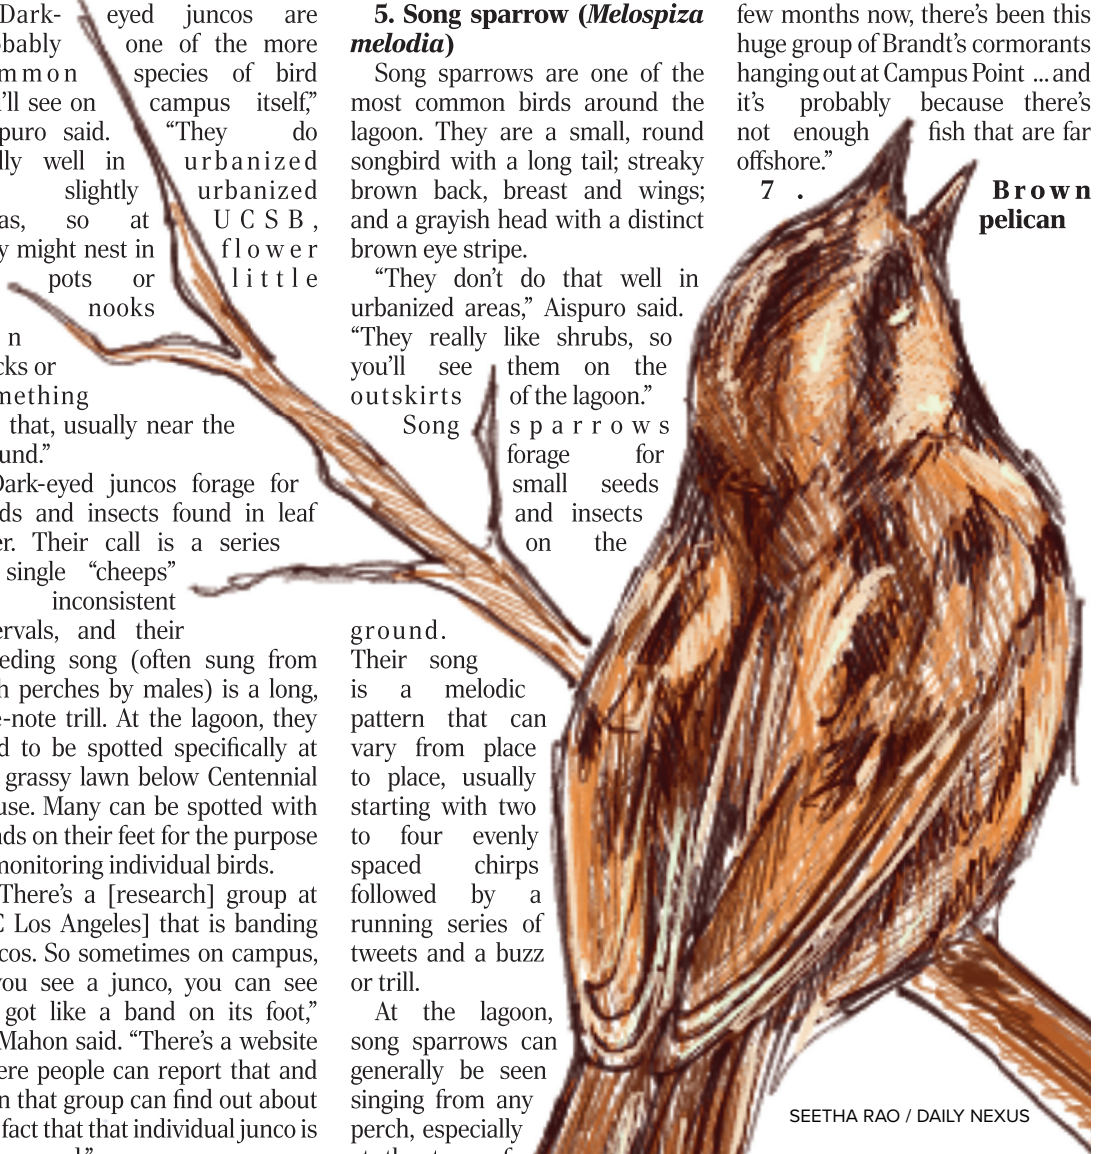 Dark- eyed juncos are
obably one of the more
mmon species of bird
’ll see on campus itself,”
puro said. “They do
lly well in urbanized
slightly urbanized
as, so at UCSB,
y might nest in flower
pots or little
nooks
n
cks or
mething
that, usually near the
und.”
Dark-eyed juncos forage for
ds and insects found in leaf
er. Their call is a series
single “cheeps”
inconsistent
ervals, and their
eding song (often sung from
h perches by males) is a long,
e-note trill. At the lagoon, they
d to be spotted specifically at
grassy lawn below Centennial
use. Many can be spotted with
nds on their feet for the purpose
monitoring individual birds.
There’s a [research] group at
C Los Angeles] that is banding
cos. So sometimes on campus,
you see a junco, you can see
got like a band on its foot,”
Mahon said. “There’s a website
ere people can report that and
n that group can find out about
fact that that individual junco is
5. Song sparrow (Melospiza
melodia)
Song sparrows are one of the
most common birds around the
lagoon. They are a small, round
songbird with a long tail; streaky
brown back, breast and wings;
and a grayish head with a distinct
brown eye stripe.
“They don’t do that well in
urbanized areas,” Aispuro said.
“They really like shrubs, so
you’ll see them on the
outskirts of the lagoon.”
Song sparrows
forage for
small seeds
and insects
on the
ground.
Their song
is a melodic
pattern that can
vary from place
to place, usually
starting with two
to four evenly
spaced chirps
followed by a
running series of
tweets and a buzz
or trill.
At the lagoon,
song sparrows can
generally be seen
singing from any
perch, especially
few months now, there’s been this
huge group of Brandt’s cormorants
hanging out at Campus Point ... and
it’s probably because there’s
not enough fish that are far
offshore.”
7. Brown
pelican
SEETHA RAO / DAILY NEXUS